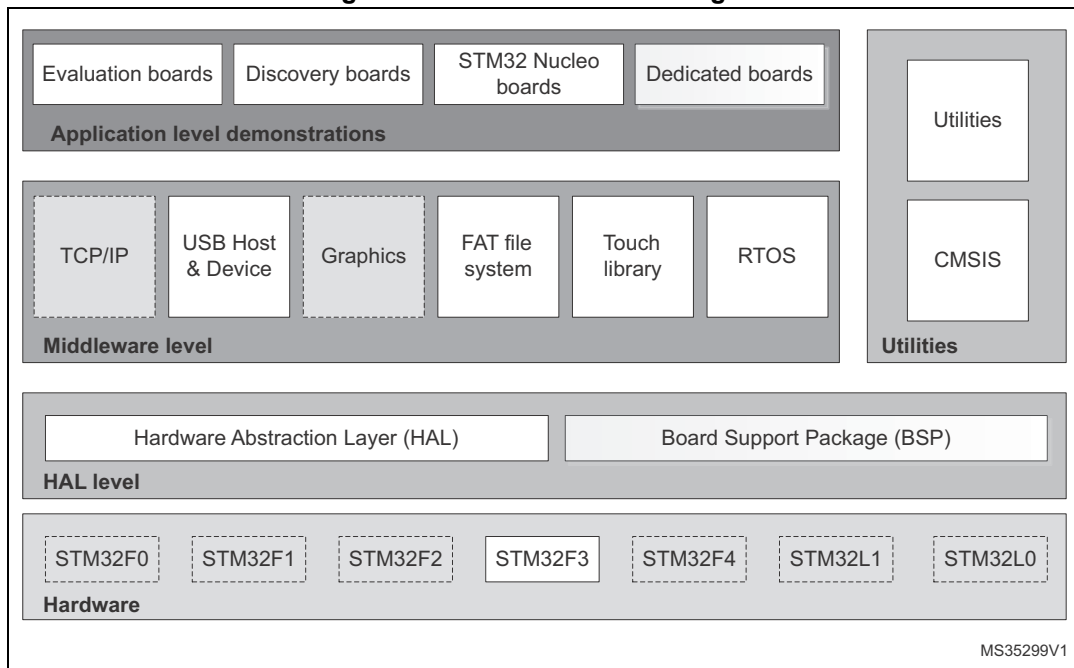 Evaluation boards
Discovery boards
STM32 Nucleo
boards
Dedicated boards
Application level demonstrations
TCP/IP
USB Host
& Device
Graphics
FAT file
system
Touch
library
RTOS
Middleware level
Utilities
CMSIS
Utilities
Hardware Abstraction Layer (HAL)
Board Support Package (BSP)
HAL level
STM32F0
STM32F1
STM32F2
STM32F3
STM32F4
STM32L1
STM32L0
Hardware
MS35299V1